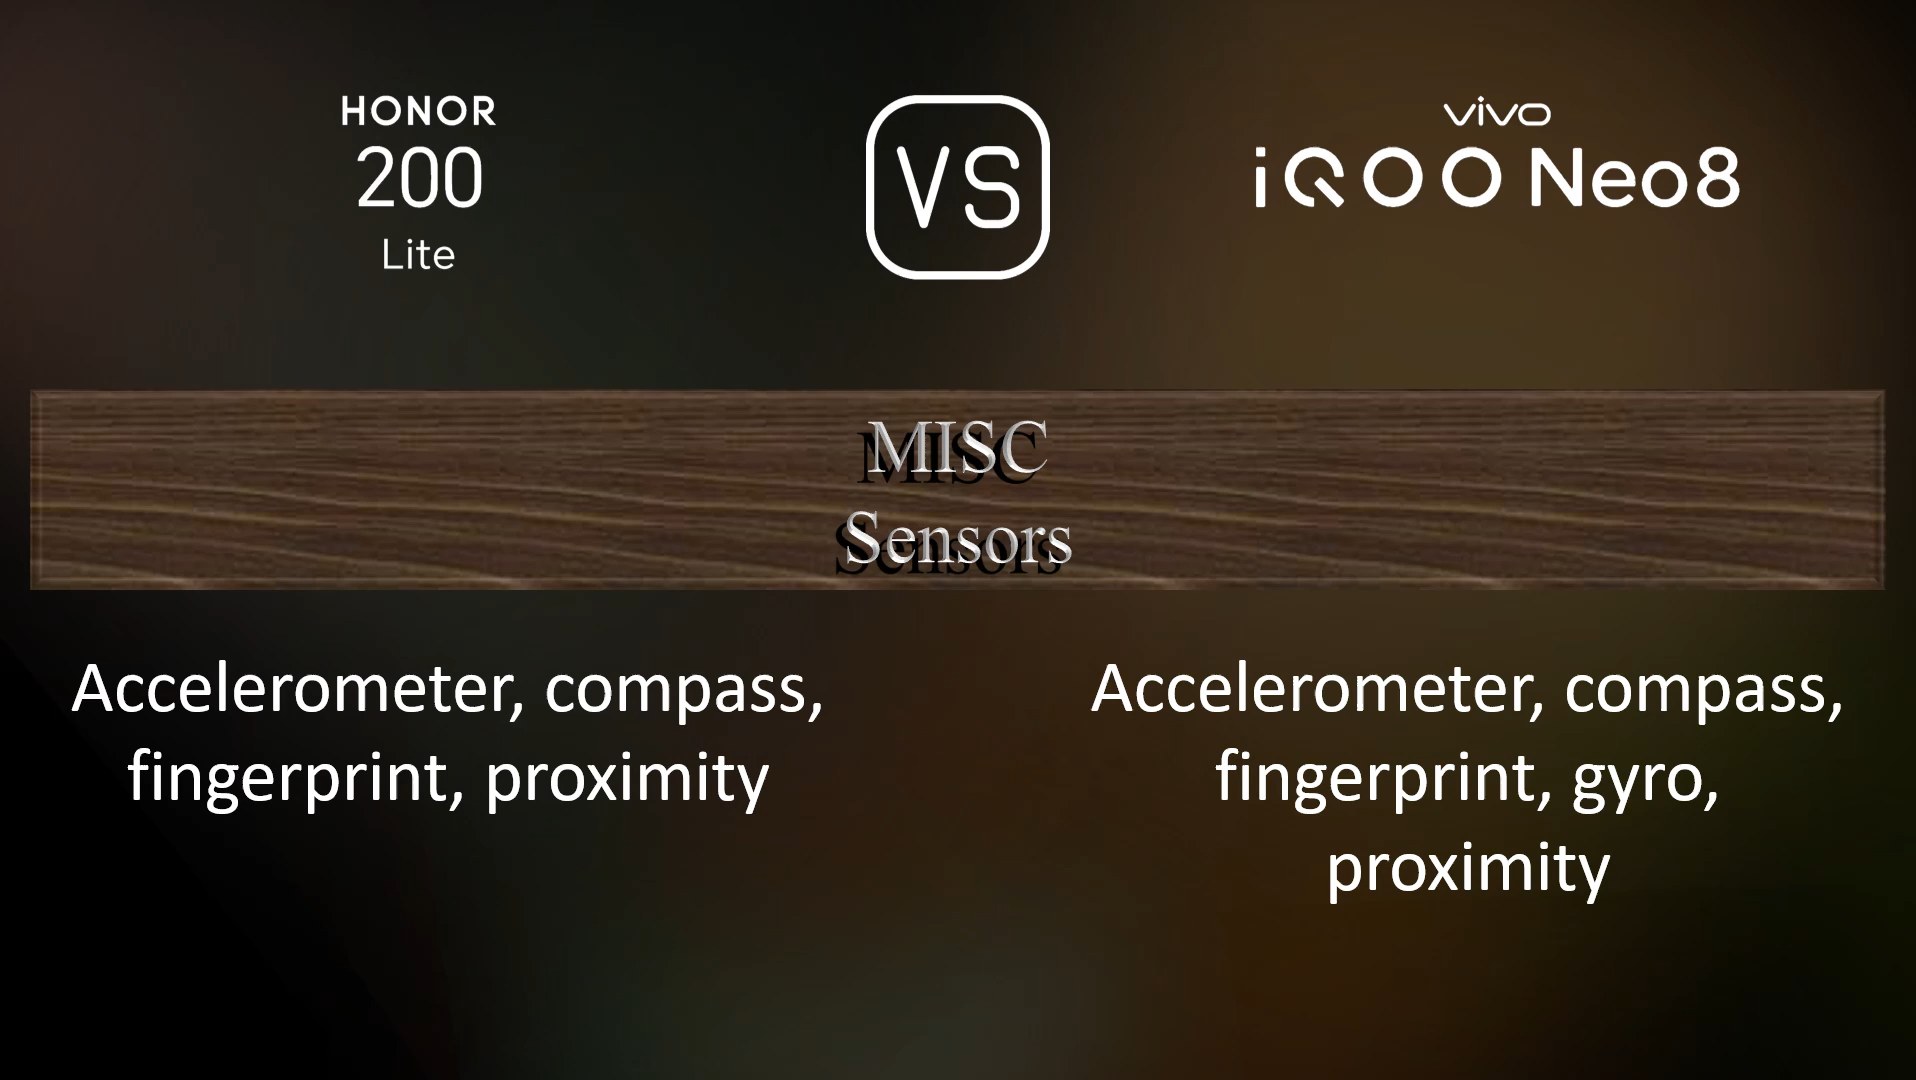 HONOR
200
Lite
VS
vivo
iQOO Neo8
MISC
Sensors
Accelerometer, compass,
fingerprint, proximity
Accelerometer, compass,
fingerprint, gyro,
proximity